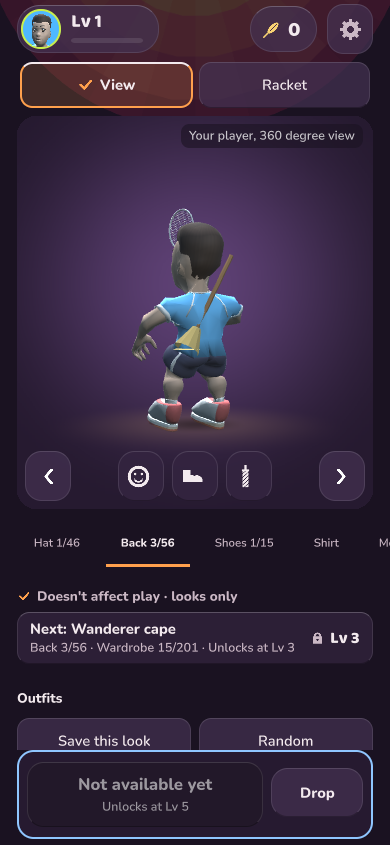 Lv 1
0
View
Racket
Your player, 360 degree view
Hat 1/46
Back 3/56
Shoes 1/15
Shirt
Doesn't affect play · looks only
Next: Wanderer cape
Back 3/56 · Wardrobe 15/201 · Unlocks at Lv 3
Lv 3
Outfits
Save this look
Random
Not available yet
Unlocks at Lv 5
Drop